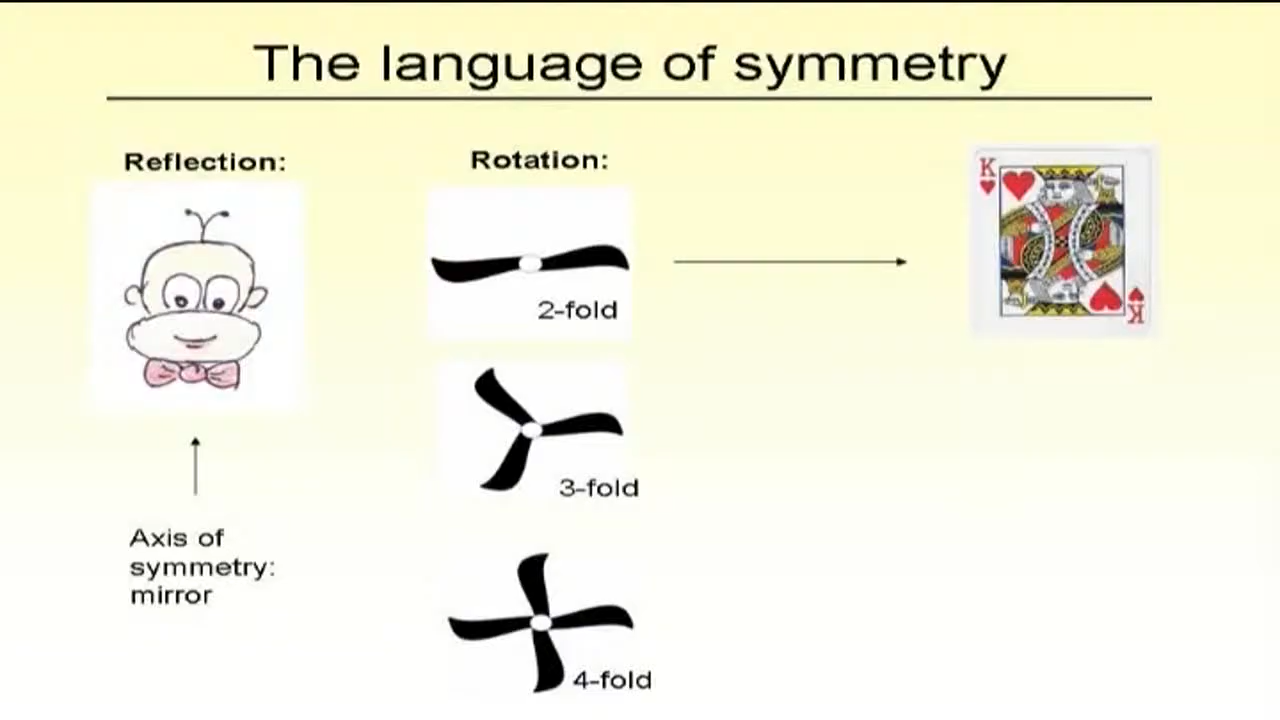 The language of symmetry
Reflection:
Rotation:
K
K
2-fold
3-fold
Axis of
symmetry:
mirror
4-fold